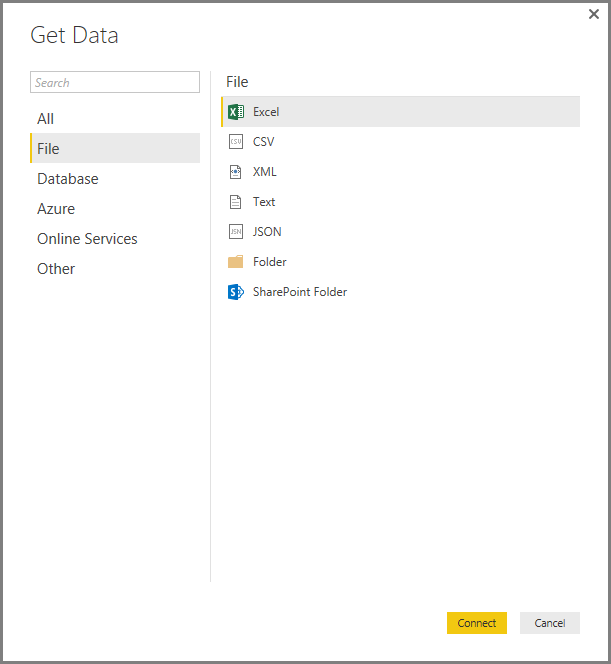 Get Data
Search
All
File
Database
Azure
Online Services
Other
File
Excel
CSV
XML
Text
JSON
Folder
SharePoint Folder
Connect
Cancel